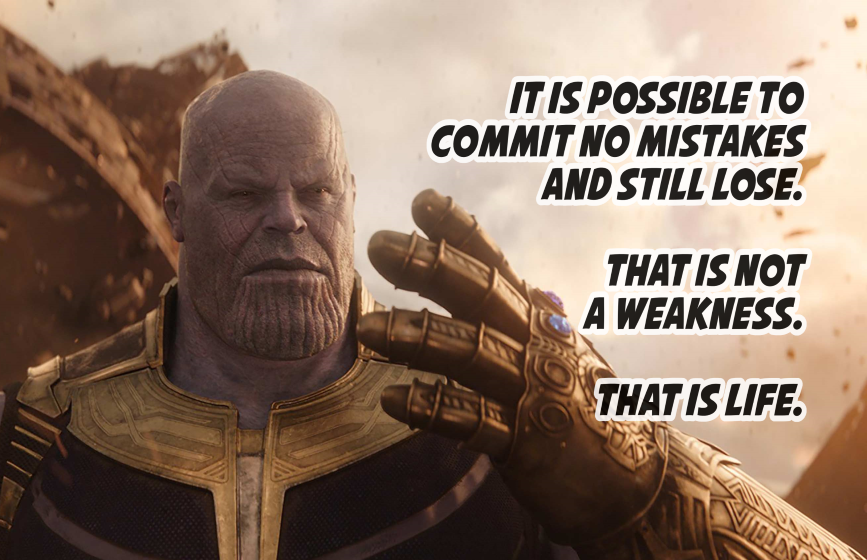 IT IS POSSIBLE TO
COMMIT NO MISTAKES
AND STILL LOSE.
THAT IS NOT
A WEAKNESS.
THAT IS LIFE.